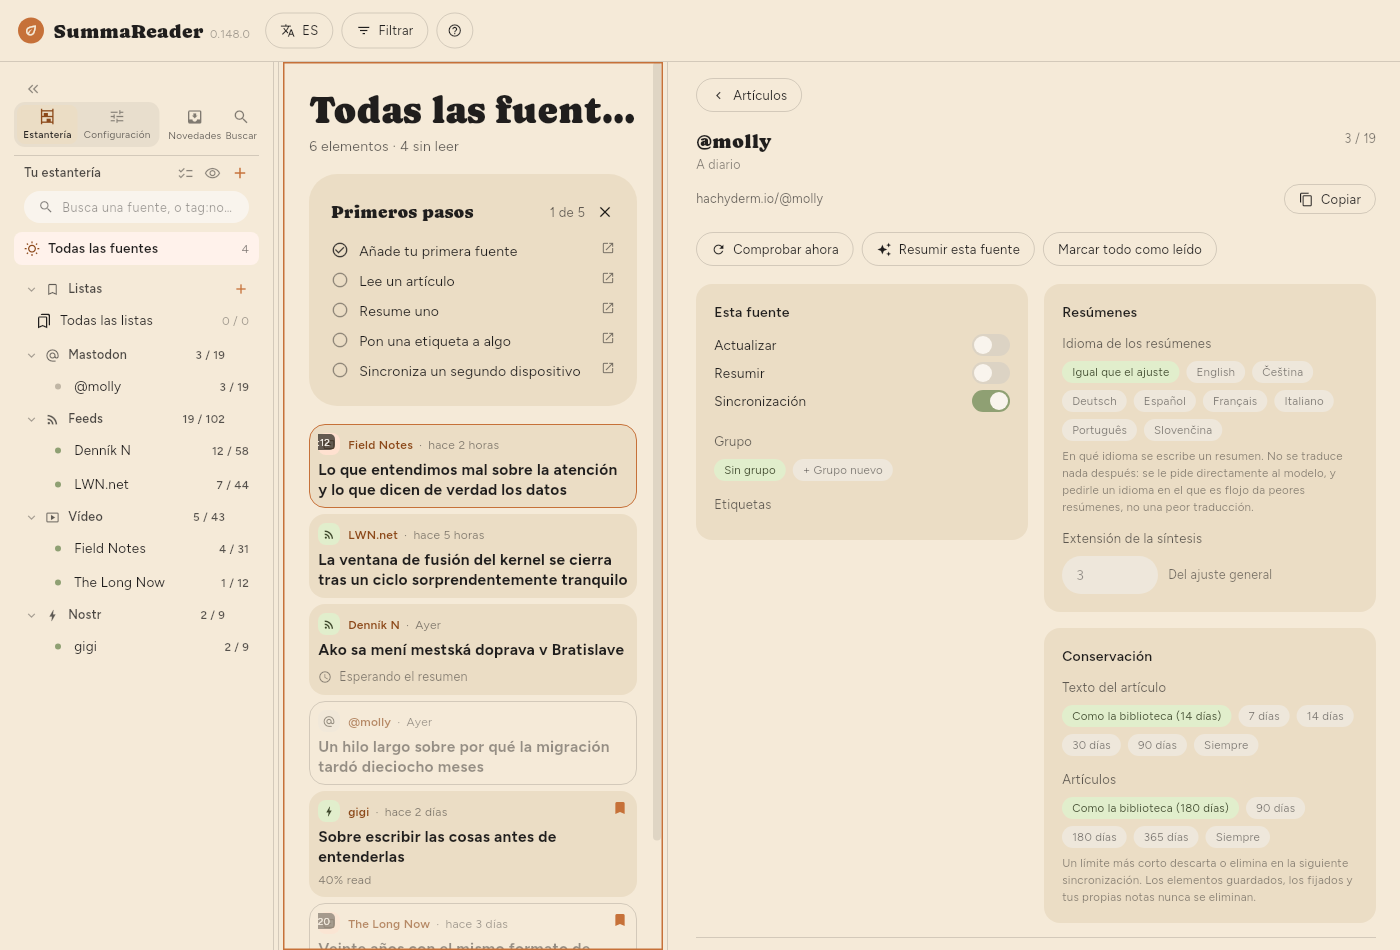 SummaReader 0.148.0
ES
Filtrar
Estantería
Configuración
Novedades
Buscar
Tu estantería
Busca una fuente, o tag:no...
Todas las fuentes 4
Listas
Todas las listas 0 / 0
Mastodon 3 / 19
@molly 3 / 19
Feeds 19 / 102
Denník N 12 / 58
LWN.net 7 / 44
Vídeo 5 / 43
Field Notes 4 / 31
The Long Now 1 / 12
Nostr 2 / 9
gigi 2 / 9
Todas las fuent...
6 elementos · 4 sin leer
Primeros pasos 1 de 5
Añade tu primera fuente
Lee un artículo
Resume uno
Pon una etiqueta a algo
Sincroniza un segundo dispositivo
:12 Field Notes · hace 2 horas
Lo que entendimos mal sobre la atención
y lo que dicen de verdad los datos
LWN.net · hace 5 horas
La ventana de fusión del kernel se cierra
tras un ciclo sorprendentemente tranquilo
Denník N · Ayer
Ako sa mení mestská doprava v Bratislave
Esperando el resumen
@molly · Ayer
Un hilo largo sobre por qué la migración
tardó dieciocho meses
gigi · hace 2 días
Sobre escribir las cosas antes de
entenderlas
40% read
20 The Long Now · hace 3 días
Veinte años con el mismo formato de
Artículos
@molly 3 / 19
A diario
hachyderm.io/@molly
Copiar
Comprobar ahora
Resumir esta fuente
Marcar todo como leído
Esta fuente
Actualizar
Resumir
Sincronización
Grupo
Sin grupo
+ Grupo nuevo
Etiquetas
Resúmenes
Idioma de los resúmenes
Igual que el ajuste English Čeština
Deutsch Español Français Italiano
Português Slovenčina
En qué idioma se escribe un resumen. No se traduce
nada después: se le pide directamente al modelo, y
pedirle un idioma en el que es flojo da peores
resúmenes, no una peor traducción.
Extensión de la síntesis
3 Del ajuste general
Conservación
Texto del artículo
Como la biblioteca (14 días) 7 días 14 días
30 días 90 días Siempre
Artículos
Como la biblioteca (180 días) 90 días
180 días 365 días Siempre
Un límite más corto descarta o elimina en la siguiente
sincronización. Los elementos guardados, los fijados y
tus propias notas nunca se eliminan.